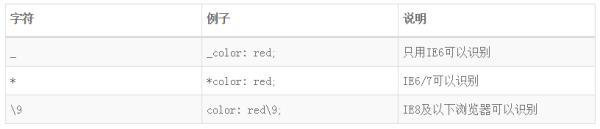 字符 例子 说明
_ _color: red; 只用IE6可以识别
* *color: red; IE6/7可以识别
\9 color: red\9; IE8及以下浏览器可以识别